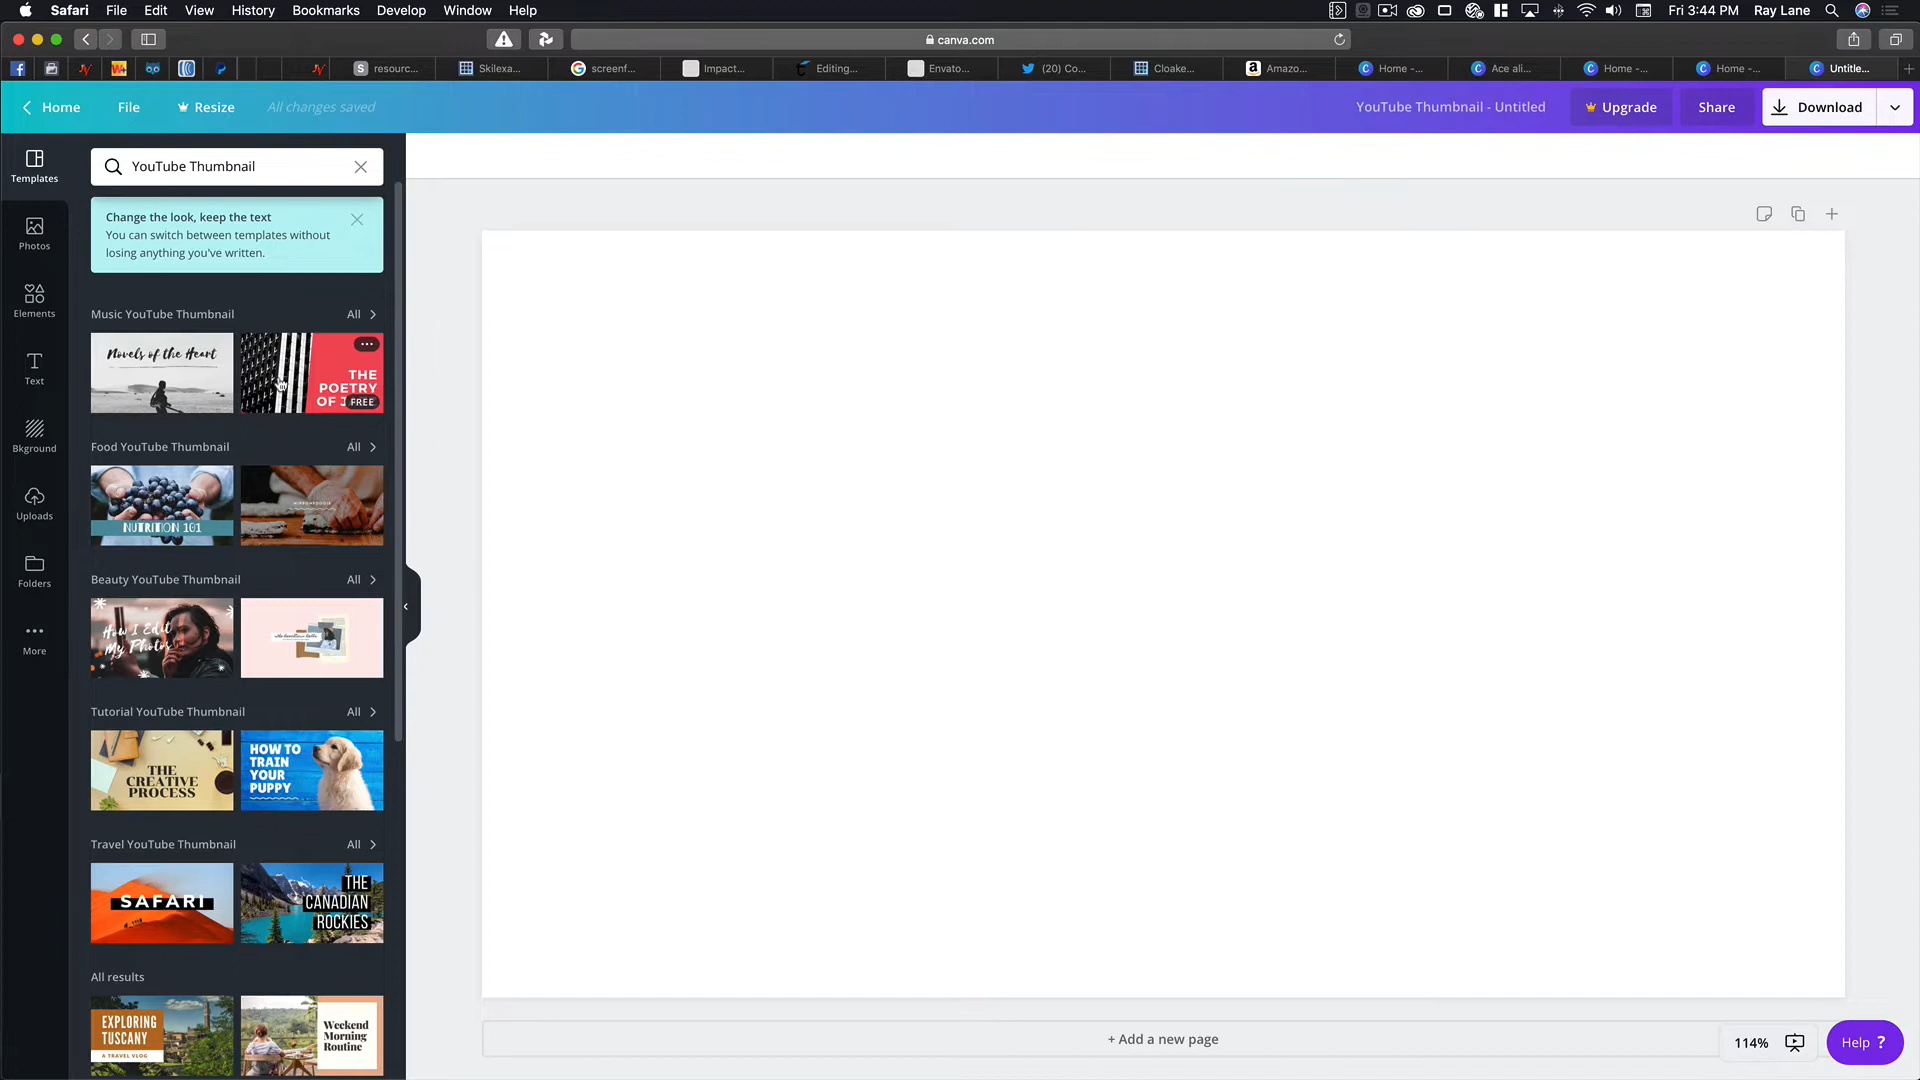 Safari File Edit View History Bookmarks Develop Window Help Fri 3:44 PM Ray Lane
canva.com
resourc... Skilexa... screenf... Impact... Editing... Envato... (20) Co... Cloake... Amazo... Home -... Ace ali... Home -... Home -... Untitle...
Home File Resize All changes saved YouTube Thumbnail - Untitled Upgrade Share Download
Templates
Photos
Elements
Text
Bkground
Uploads
Folders
More
YouTube Thumbnail
Change the look, keep the text
You can switch between templates without
losing anything you've written.
Music YouTube Thumbnail All
Novels of the Heart
THE
POETRY
OF J
FREE
Food YouTube Thumbnail All
NUTRITION 101
Beauty YouTube Thumbnail All
How I Edit
My Photos
Tutorial YouTube Thumbnail All
THE
CREATIVE
PROCESS
HOW TO
TRAIN
YOUR
PUPPY
Travel YouTube Thumbnail All
SAFARI
THE
CANADIAN
ROCKIES
All results
EXPLORING
TUSCANY
A TRAVEL VLOG
Weekend
Morning
Routine
+ Add a new page
114%
Help ?